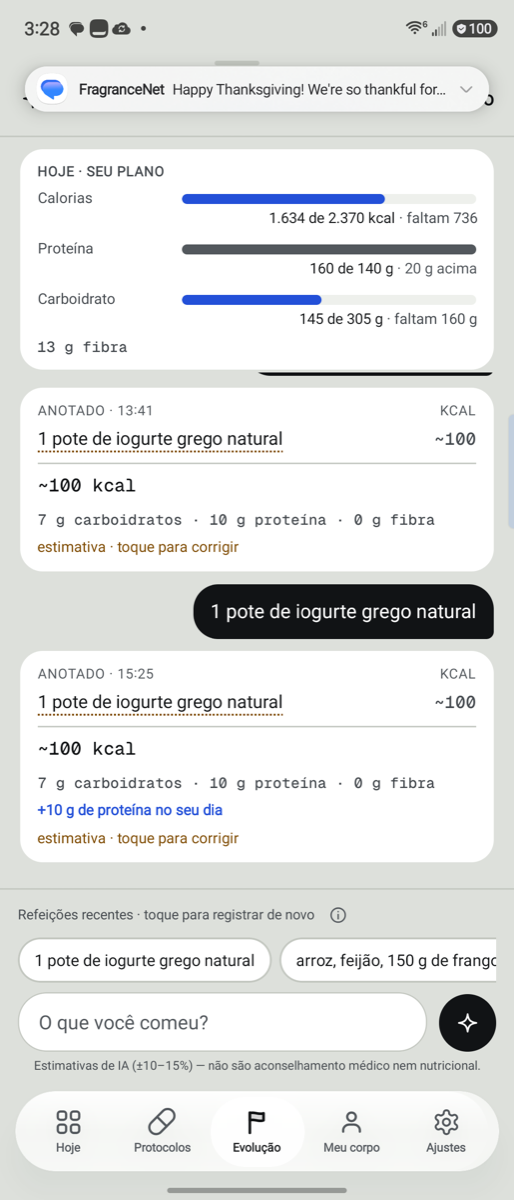 3:28
6
100
FragranceNet Happy Thanksgiving! We're so thankful for...
HOJE · SEU PLANO
Calorias
1.634 de 2.370 kcal · faltam 736
Proteína
160 de 140 g · 20 g acima
Carboidrato
145 de 305 g · faltam 160 g
13 g fibra
ANOTADO · 13:41 KCAL
1 pote de iogurte grego natural ~100
~100 kcal
7 g carboidratos · 10 g proteína · 0 g fibra
estimativa · toque para corrigir
1 pote de iogurte grego natural
ANOTADO · 15:25 KCAL
1 pote de iogurte grego natural ~100
~100 kcal
7 g carboidratos · 10 g proteína · 0 g fibra
+10 g de proteína no seu dia
estimativa · toque para corrigir
Refeições recentes · toque para registrar de novo
1 pote de iogurte grego natural arroz, feijão, 150 g de frango
O que você comeu?
Estimativas de IA (±10–15%) — não são aconselhamento médico nem nutricional.
Hoje Protocolos Evolução Meu corpo Ajustes